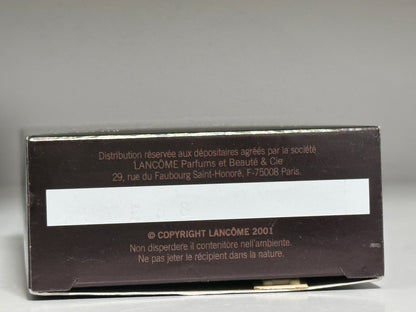 Distribution réservée aux dépositaires agréés par la société
LANCÔME Parfums et Beauté & Cie
29, rue du Faubourg Saint-Honoré, F-75008 Paris.
© COPYRIGHT LANCÔME 2001
Non disperdere il contenitore nell'ambiente.
Ne pas jeter le récipient dans la nature.